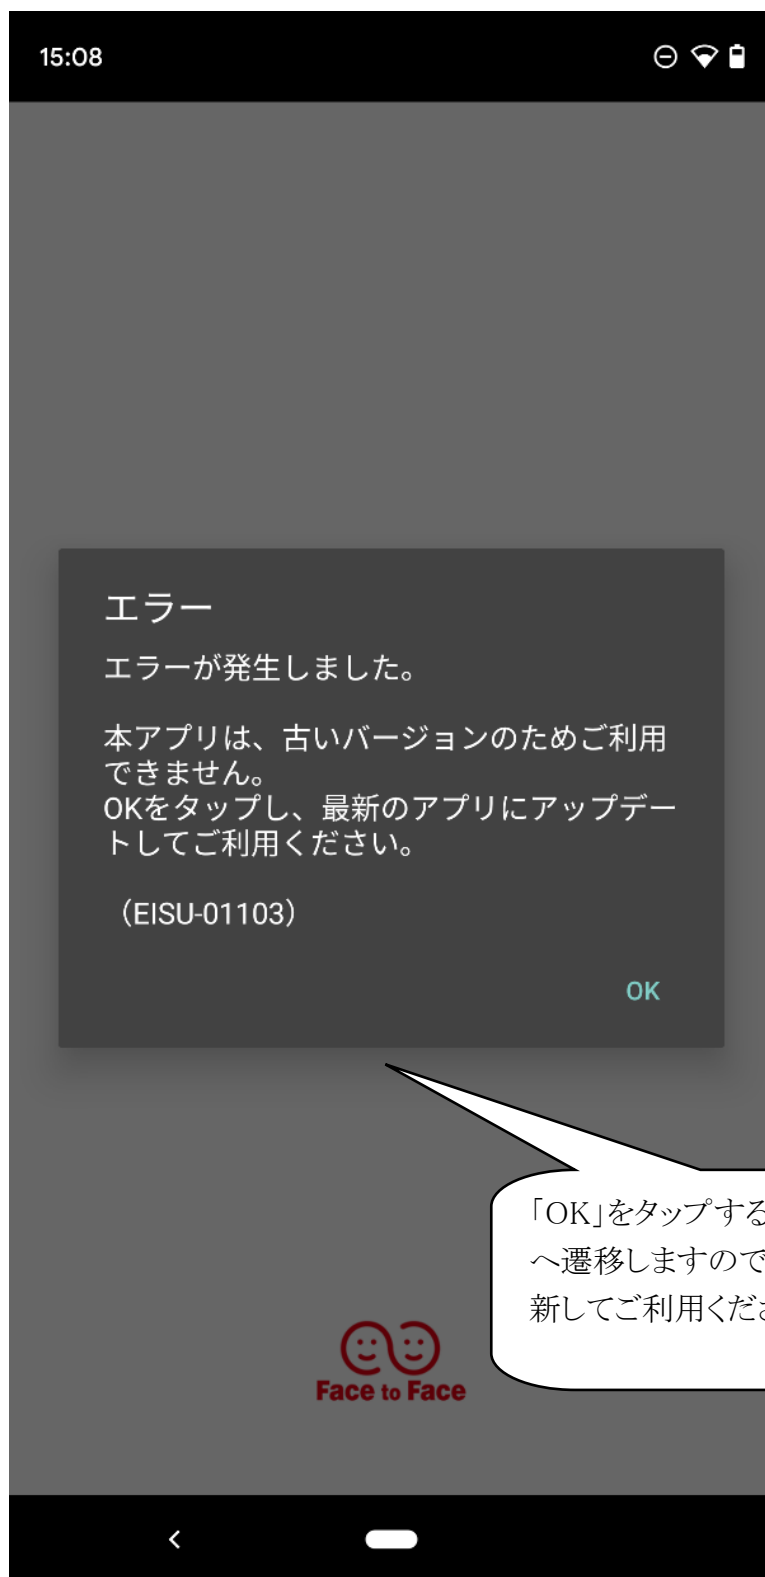 15:08
エラー
エラーが発生しました。
本アプリは、古いバージョンのためご利用
できません。
OKをタップし、最新のアプリにアップデー
トしてご利用ください。
（EISU-01103）
OK
「OK」をタップする
へ遷移しますので
新してご利用くだ
Face to Face